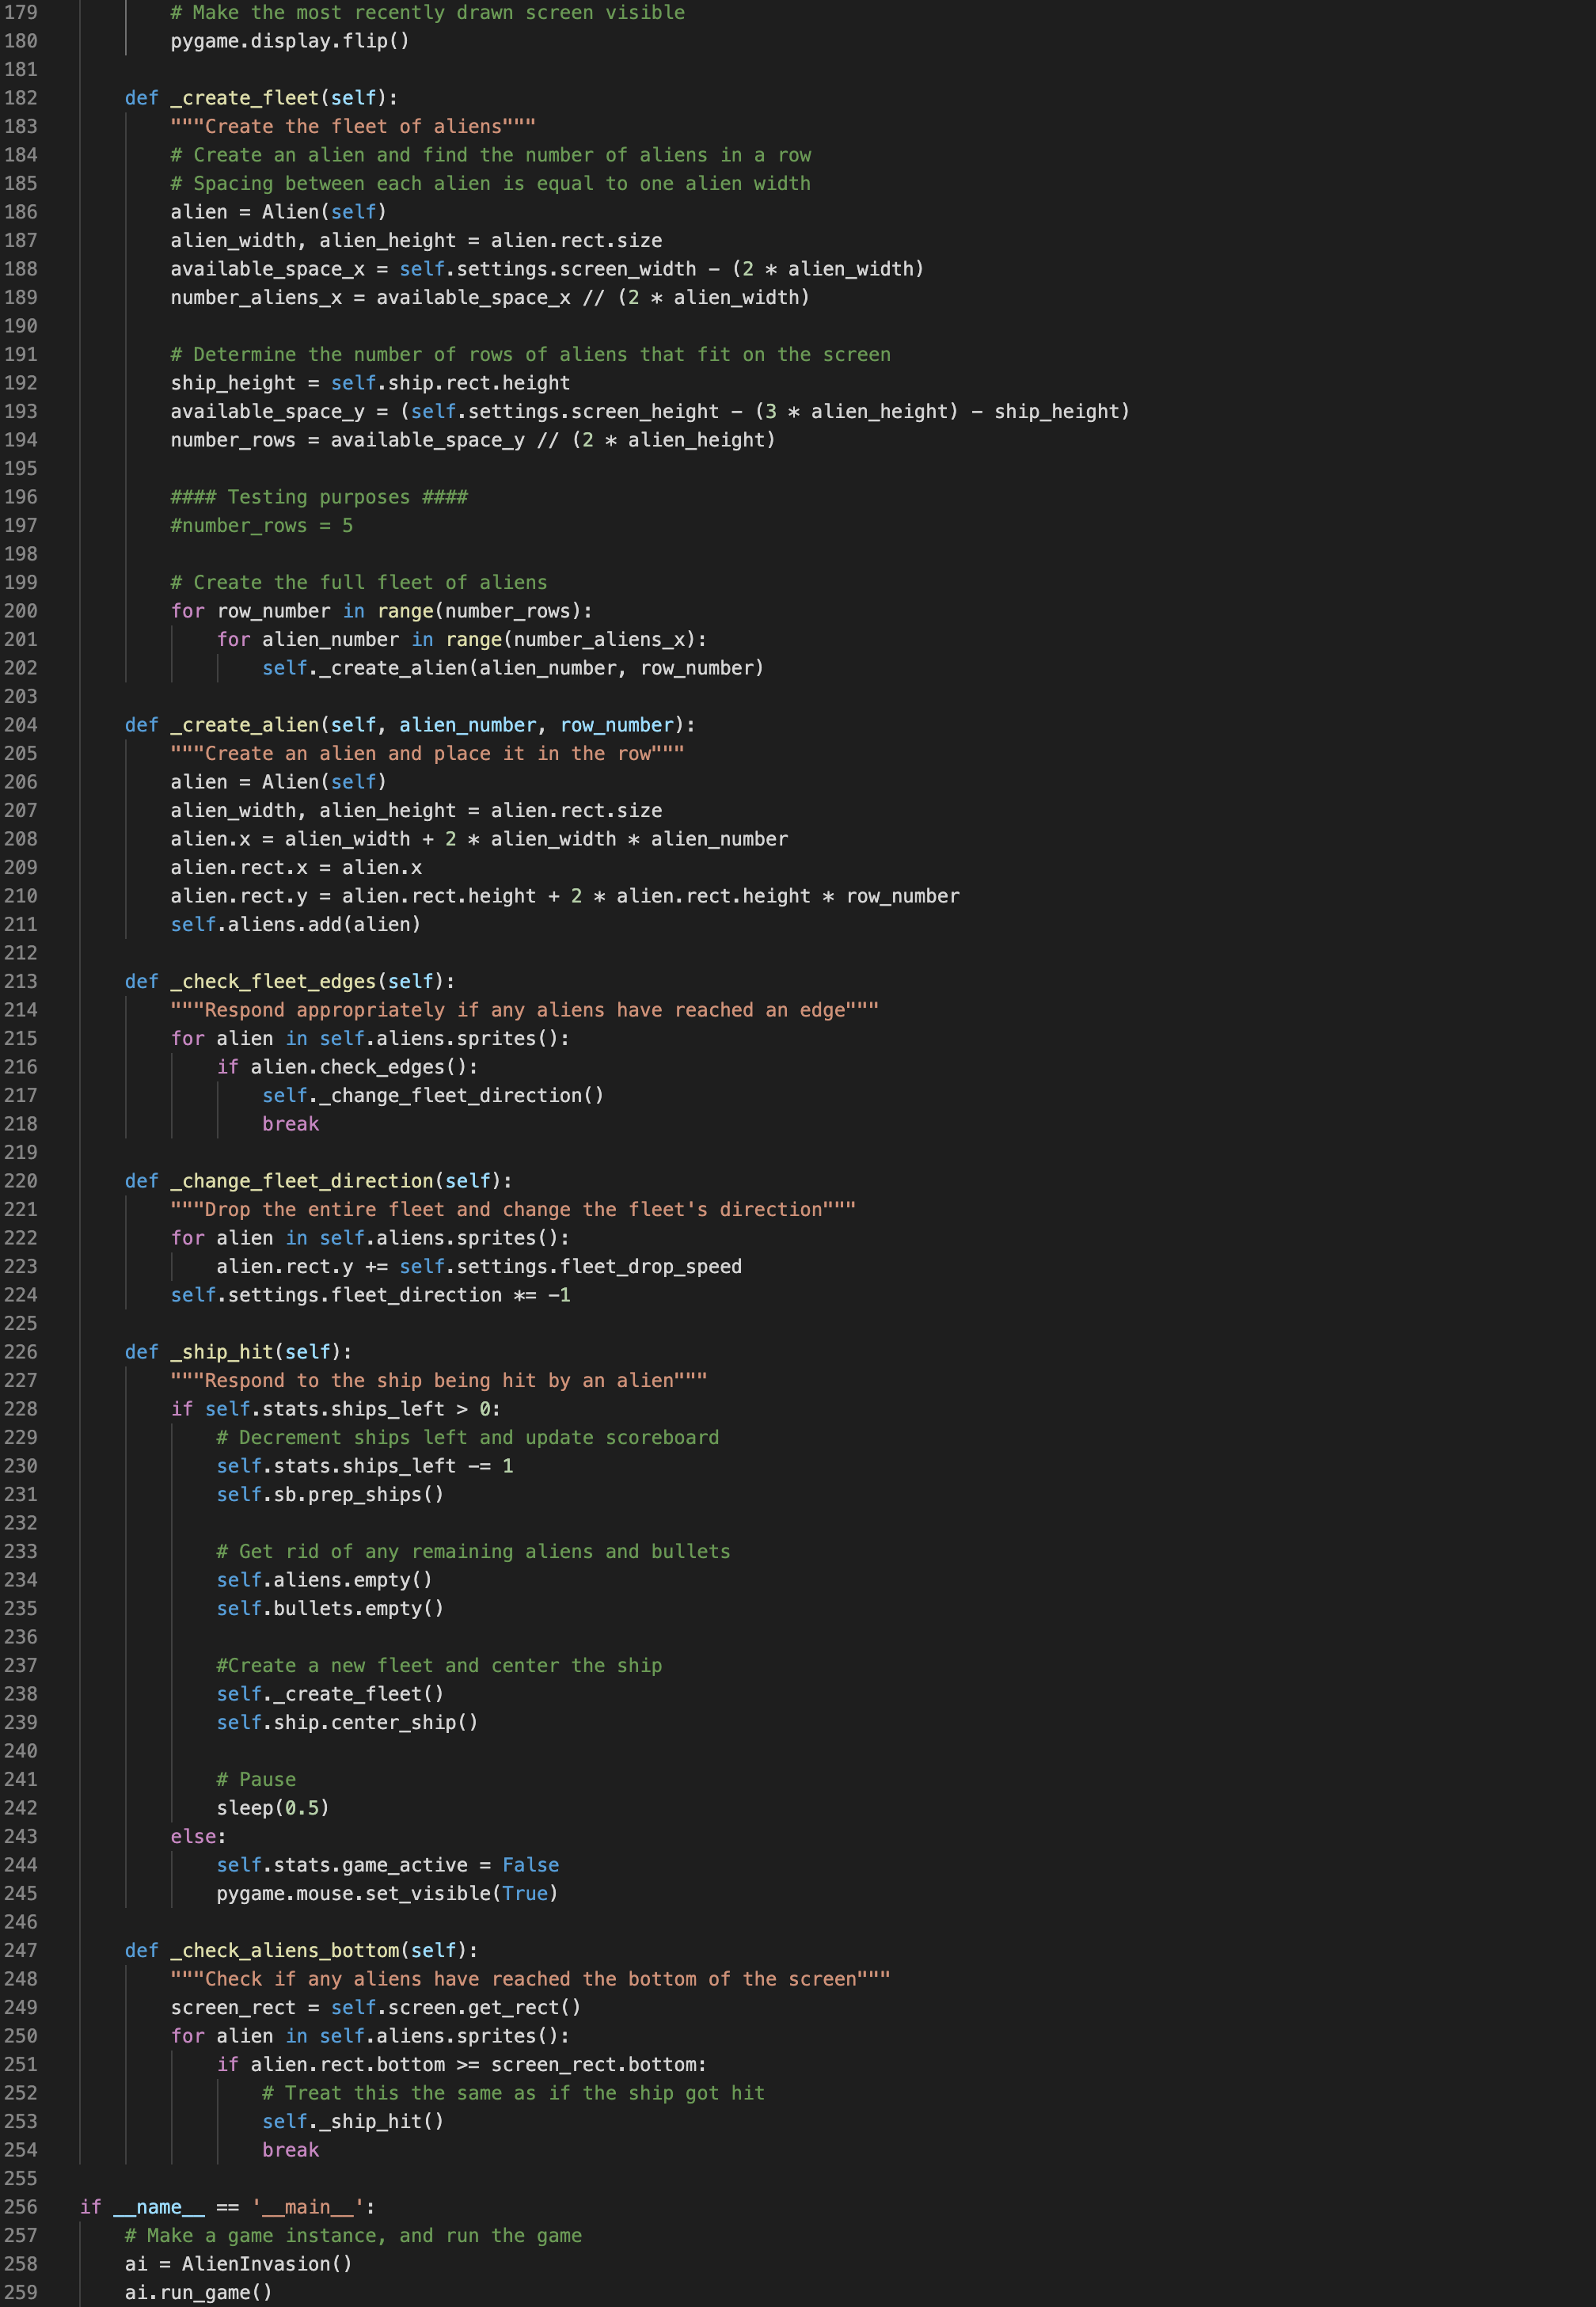 179 # Make the most recently drawn screen visible
180 pygame.display.flip()
181
182 def _create_fleet(self):
183 """Create the fleet of aliens"""
184 # Create an alien and find the number of aliens in a row
185 # Spacing between each alien is equal to one alien width
186 alien = Alien(self)
187 alien_width, alien_height = alien.rect.size
188 available_space_x = self.settings.screen_width - (2 * alien_width)
189 number_aliens_x = available_space_x // (2 * alien_width)
190
191 # Determine the number of rows of aliens that fit on the screen
192 ship_height = self.ship.rect.height
193 available_space_y = (self.settings.screen_height - (3 * alien_height) - ship_height)
194 number_rows = available_space_y // (2 * alien_height)
195
196 #### Testing purposes ####
197 #number_rows = 5
198
199 # Create the full fleet of aliens
200 for row_number in range(number_rows):
201 for alien_number in range(number_aliens_x):
202 self._create_alien(alien_number, row_number)
203
204 def _create_alien(self, alien_number, row_number):
205 """Create an alien and place it in the row"""
206 alien = Alien(self)
207 alien_width, alien_height = alien.rect.size
208 alien.x = alien_width + 2 * alien_width * alien_number
209 alien.rect.x = alien.x
210 alien.rect.y = alien.rect.height + 2 * alien.rect.height * row_number
211 self.aliens.add(alien)
212
213 def _check_fleet_edges(self):
214 """Respond appropriately if any aliens have reached an edge"""
215 for alien in self.aliens.sprites():
216 if alien.check_edges():
217 self._change_fleet_direction()
218 break
219
220 def _change_fleet_direction(self):
221 """Drop the entire fleet and change the fleet's direction"""
222 for alien in self.aliens.sprites():
223 alien.rect.y += self.settings.fleet_drop_speed
224 self.settings.fleet_direction *= -1
225
226 def _ship_hit(self):
227 """Respond to the ship being hit by an alien"""
228 if self.stats.ships_left > 0:
229 # Decrement ships left and update scoreboard
230 self.stats.ships_left -= 1
231 self.sb.prep_ships()
232
233 # Get rid of any remaining aliens and bullets
234 self.aliens.empty()
235 self.bullets.empty()
236
237 #Create a new fleet and center the ship
238 self._create_fleet()
239 self.ship.center_ship()
240
241 # Pause
242 sleep(0.5)
243 else:
244 self.stats.game_active = False
245 pygame.mouse.set_visible(True)
246
247 def _check_aliens_bottom(self):
248 """Check if any aliens have reached the bottom of the screen"""
249 screen_rect = self.screen.get_rect()
250 for alien in self.aliens.sprites():
251 if alien.rect.bottom >= screen_rect.bottom:
252 # Treat this the same as if the ship got hit
253 self._ship_hit()
254 break
255
256 if __name__ == '__main__':
257 # Make a game instance, and run the game
258 ai = AlienInvasion()
259 ai.run_game()